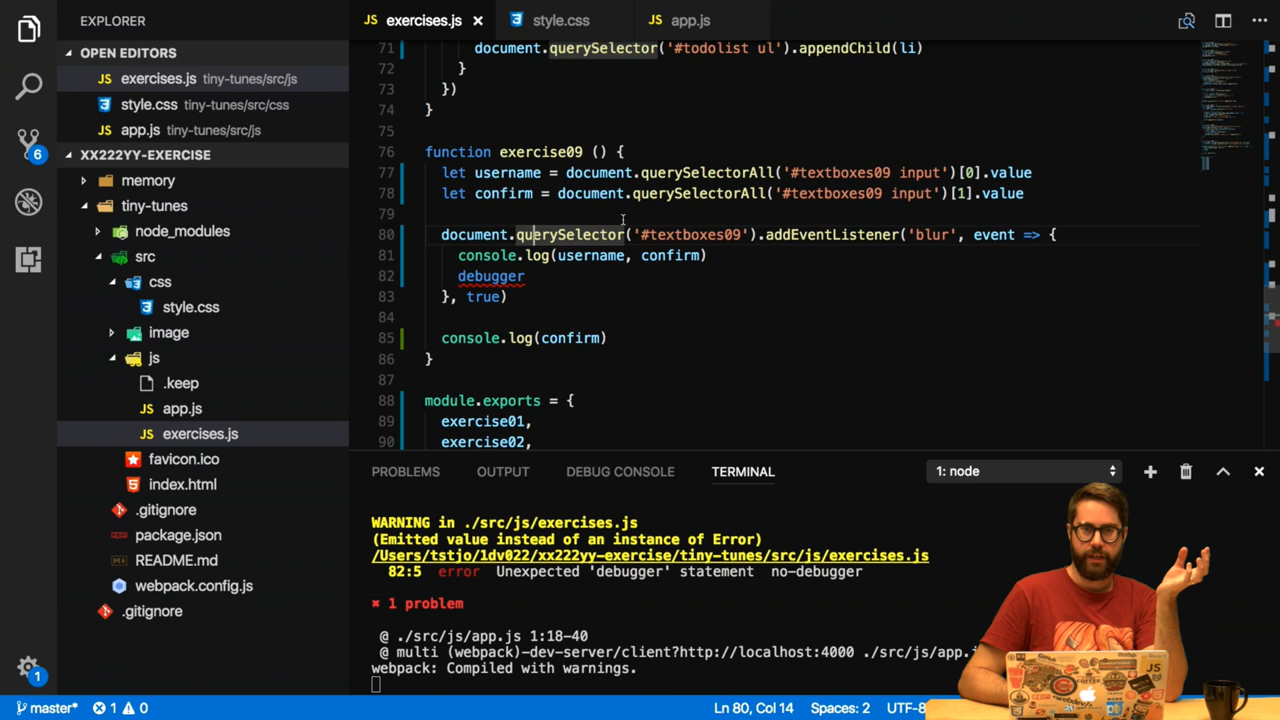 EXPLORER
OPEN EDITORS
JS exercises.js tiny-tunes/src/js
style.css tiny-tunes/src/css
JS app.js tiny-tunes/src/js
XX222YY-EXERCISE
memory
tiny-tunes
node_modules
src
css
style.css
image
js
.keep
JS app.js
JS exercises.js
favicon.ico
index.html
.gitignore
package.json
README.md
webpack.config.js
.gitignore
6
1
JS exercises.js × style.css JS app.js
71 document.querySelector('#todolist ul').appendChild(li)
72 }
73 })
74 }
75
76 function exercise09 () {
77 let username = document.querySelectorAll('#textboxes09 input')[0].value
78 let confirm = document.querySelectorAll('#textboxes09 input')[1].value
79
80 document.querySelector('#textboxes09').addEventListener('blur', event => {
81 console.log(username, confirm)
82 debugger
83 }, true)
84
85 console.log(confirm)
86 }
87
88 module.exports = {
89 exercise01,
90 exercise02,
PROBLEMS OUTPUT DEBUG CONSOLE TERMINAL 1: node
WARNING in ./src/js/exercises.js
(Emitted value instead of an instance of Error)
/Users/tstjo/1dv022/xx222yy-exercise/tiny-tunes/src/js/exercises.js
82:5 error Unexpected 'debugger' statement no-debugger
✖ 1 problem
@ ./src/js/app.js 1:18-40
@ multi (webpack)-dev-server/client?http://localhost:4000 ./src/js/app.j
webpack: Compiled with warnings.
JS
master* 1 0 Ln 80, Col 14 Spaces: 2 UTF-8